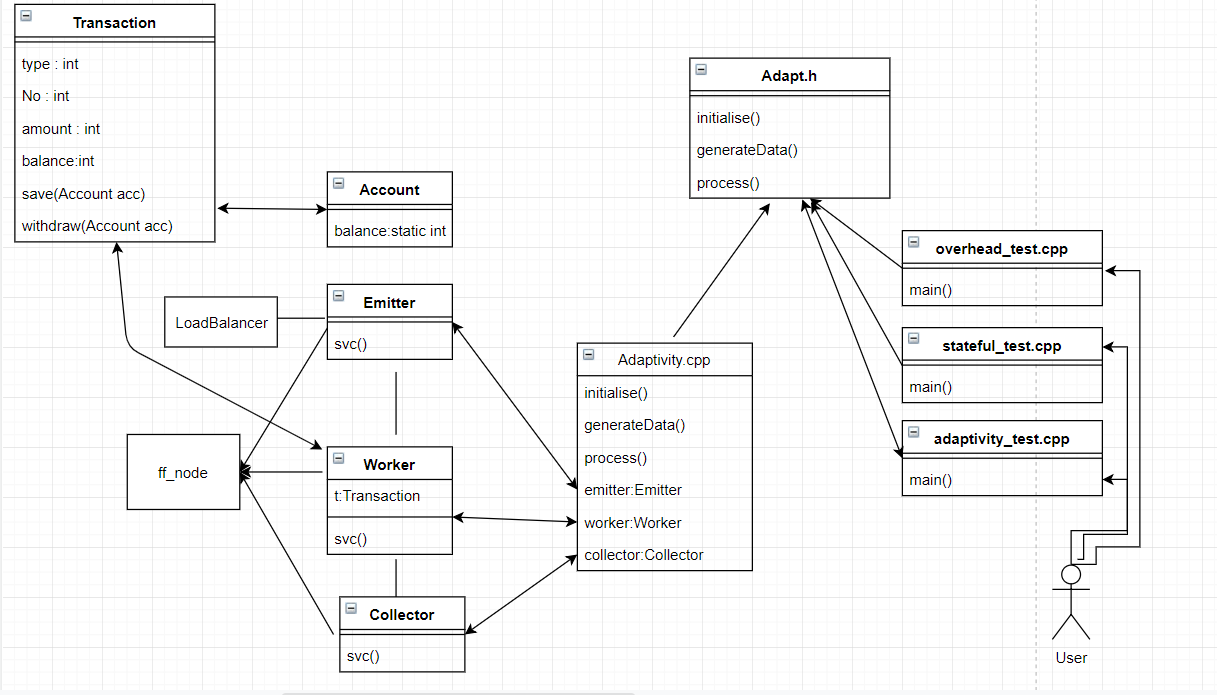 Transaction
type : int
No : int
amount : int
balance:int
save(Account acc)
withdraw(Account acc)
Account
balance:static int
LoadBalancer
Emitter
svc()
ff_node
Worker
t:Transaction
svc()
Collector
svc()
Adaptivity.cpp
initialise()
generateData()
process()
emitter:Emitter
worker:Worker
collector:Collector
Adapt.h
initialise()
generateData()
process()
overhead_test.cpp
main()
stateful_test.cpp
main()
adaptivity_test.cpp
main()
User